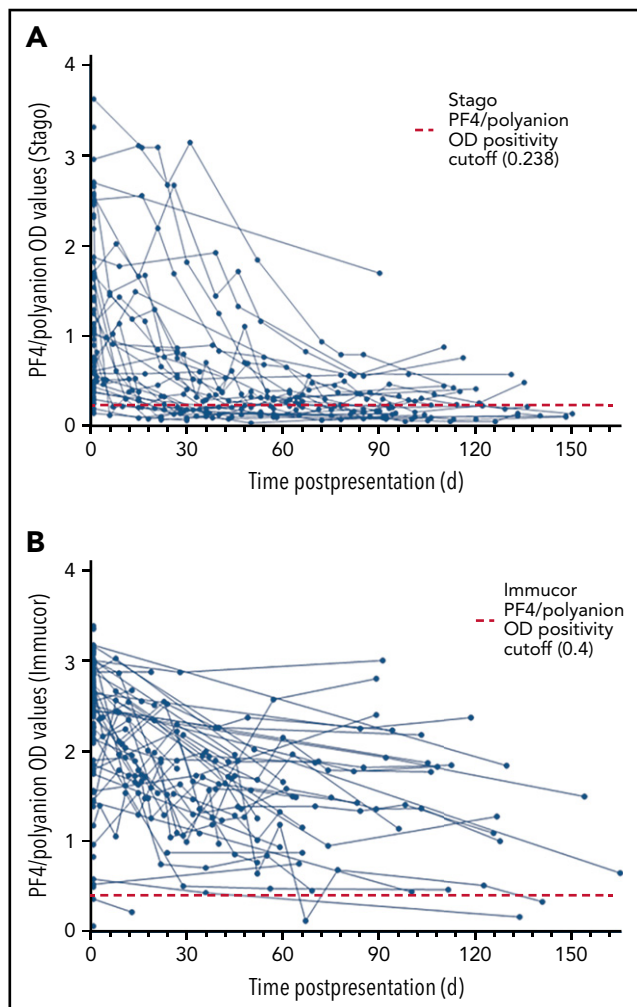 A
4
3
2
1
0
PF4/polyanion OD values (Stago)
Stago
PF4/polyanion
OD positivity
cutoff (0.238)
0 30 60 90 120 150
Time postpresentation (d)
B
4
3
2
1
0
PF4/polyanion OD values (Immucor)
Immucor
PF4/polyanion
OD positivity
cutoff (0.4)
0 30 60 90 120 150
Time postpresentation (d)